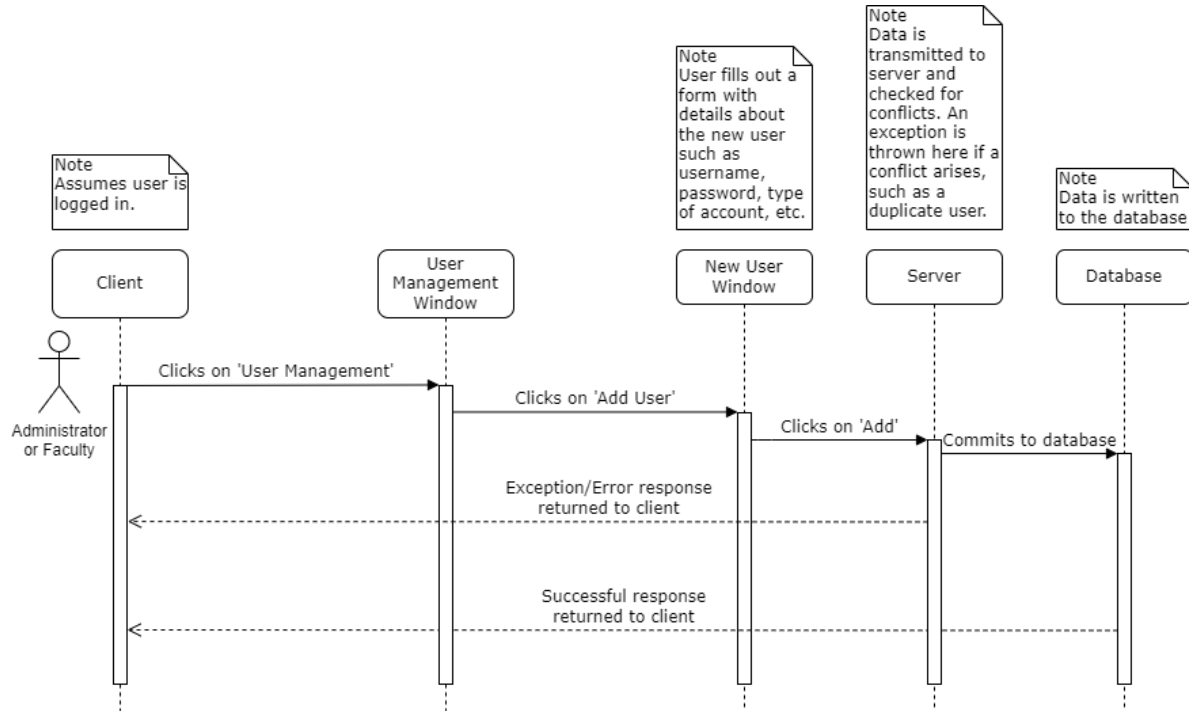 Note
Assumes user is
logged in.
Note
User fills out a
form with
details about
the new user
such as
username,
password, type
of account, etc.
Note
Data is
transmitted to
server and
checked for
conflicts. An
exception is
thrown here if a
conflict arises,
such as a
duplicate user.
Note
Data is written
to the database
Client
User
Management
Window
New User
Window
Server
Database
Administrator
or Faculty
Clicks on 'User Management'
Clicks on 'Add User'
Clicks on 'Add'
Commits to database
Exception/Error response
returned to client
Successful response
returned to client